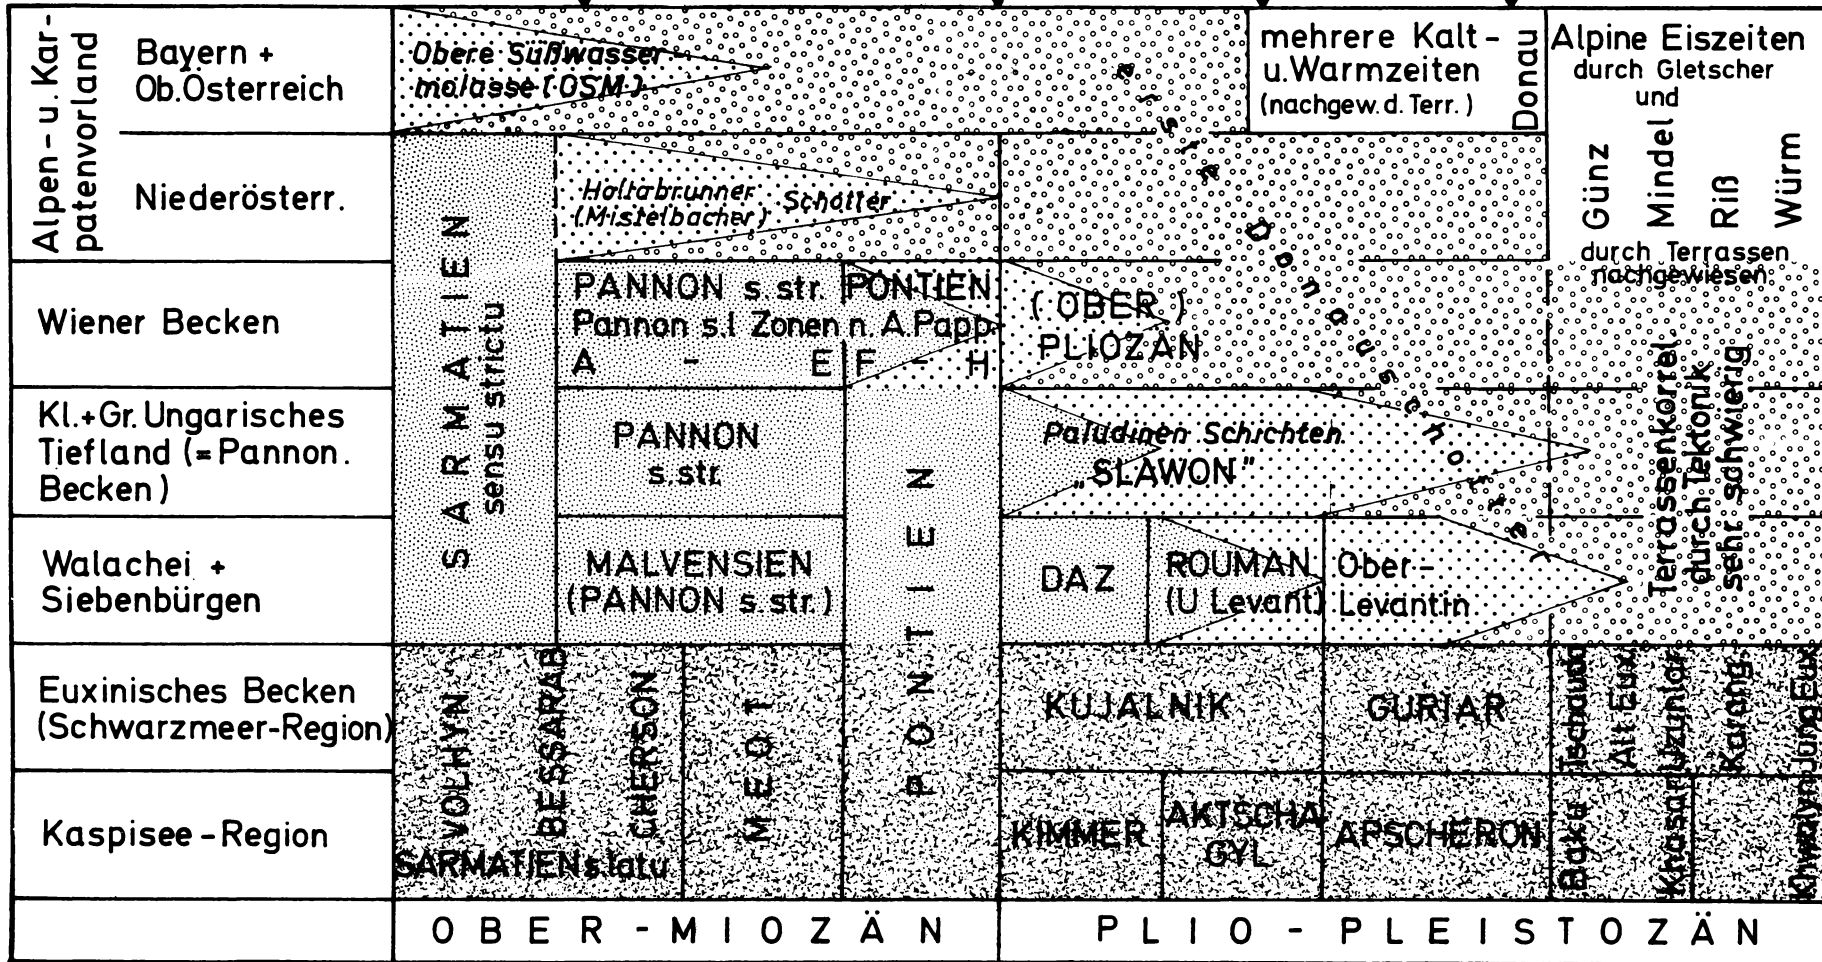 Alpen- u. Kar-
patenvorland
Bayern +
Ob.Österreich
Obere Süßwasser-
molasse (OSM)
mehrere Kalt-
u. Warmzeiten
(nachgew. d. Terr.)
Donau
Alpine Eiszeiten
durch Gletscher
und
Günz
Mindel
Riß
Würm
durch Terrassen
nachgewiesen
Niederösterr.
Hollabrunner
(Mistelbacher) Schotter
Donauschotter
Wiener Becken
SARMATIEN
sensu strictu
PANNON s. str.
Pannon s.l Zonen n. A. Papp
A - E F - H
PONTIEN
(OBER)
PLIOZÄN
Terrassenkorrel.
durch Tektonik
sehr schwierig
Kl.+Gr. Ungarisches
Tiefland (= Pannon.
Becken)
PANNON
s. str.
PONTIEN
Paludinen Schichten
„SLAWON"
Walachei +
Siebenbürgen
MALVENSIEN
(PANNON s. str.)
DAZ
ROUMAN
(U Levant)
Ober-
Levantin
Euxinisches Becken
(Schwarzmeer-Region)
VOLHYN
BESSARAB
CHERSON
MEOT
KUJALNIK
GURIAR
Tschauda
Alt Eux.
Uzunlar
Karang.
Jung Eux.
Kaspisee-Region
SARMATIEN s. latu
KIMMER
AKTSCHA
GYL
APSCHERON
Baku
Khasar
Khwalyn
OBER-MIOZÄN
PLIO-PLEISTOZÄN